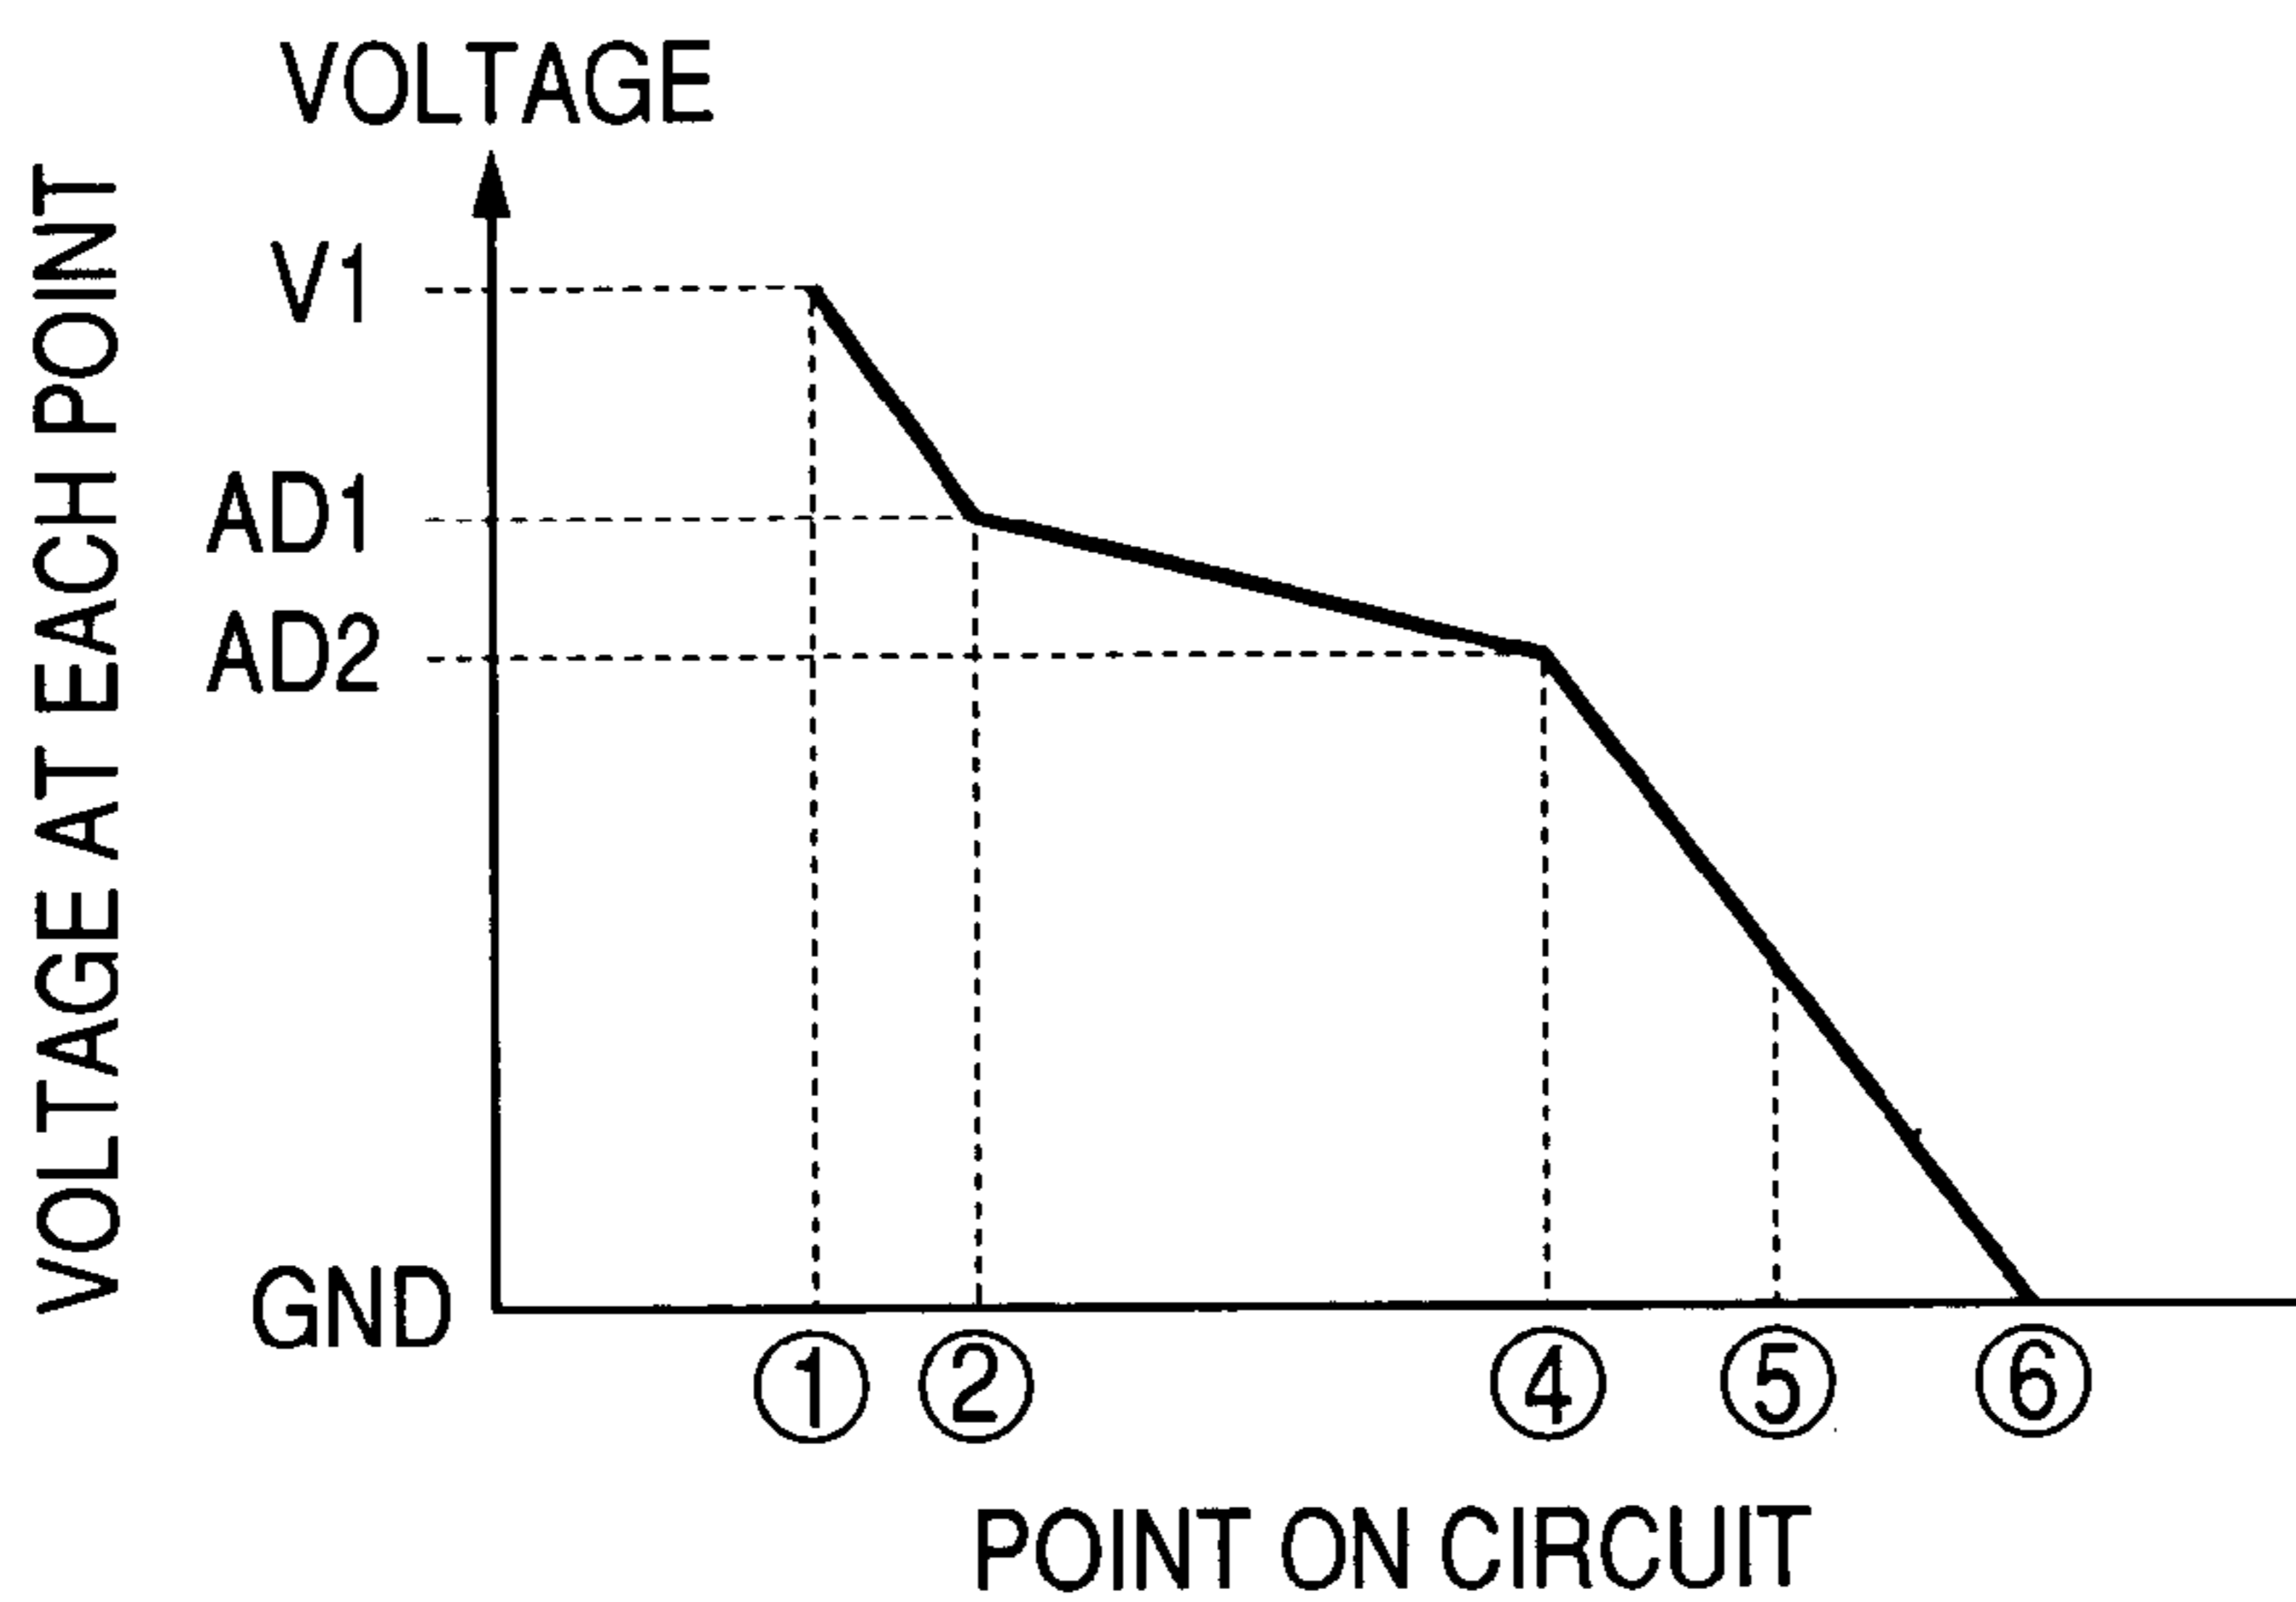 VOLTAGE
VOLTAGE AT EACH POINT
V1
AD1
AD2
GND
① ② ④ ⑤ ⑥
POINT ON CIRCUIT